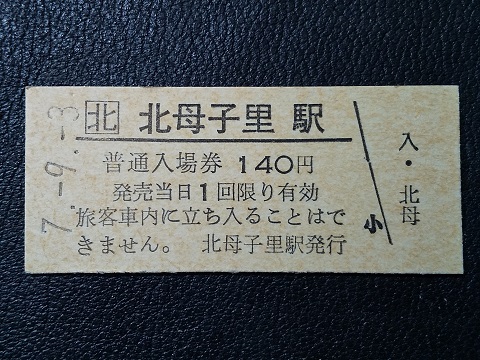 7.-9.-3
北 北母子里駅
普通入場券 140円
発売当日1回限り有効
旅客車内に立ち入ることはで
きません。 北母子里駅発行
小
入・北母